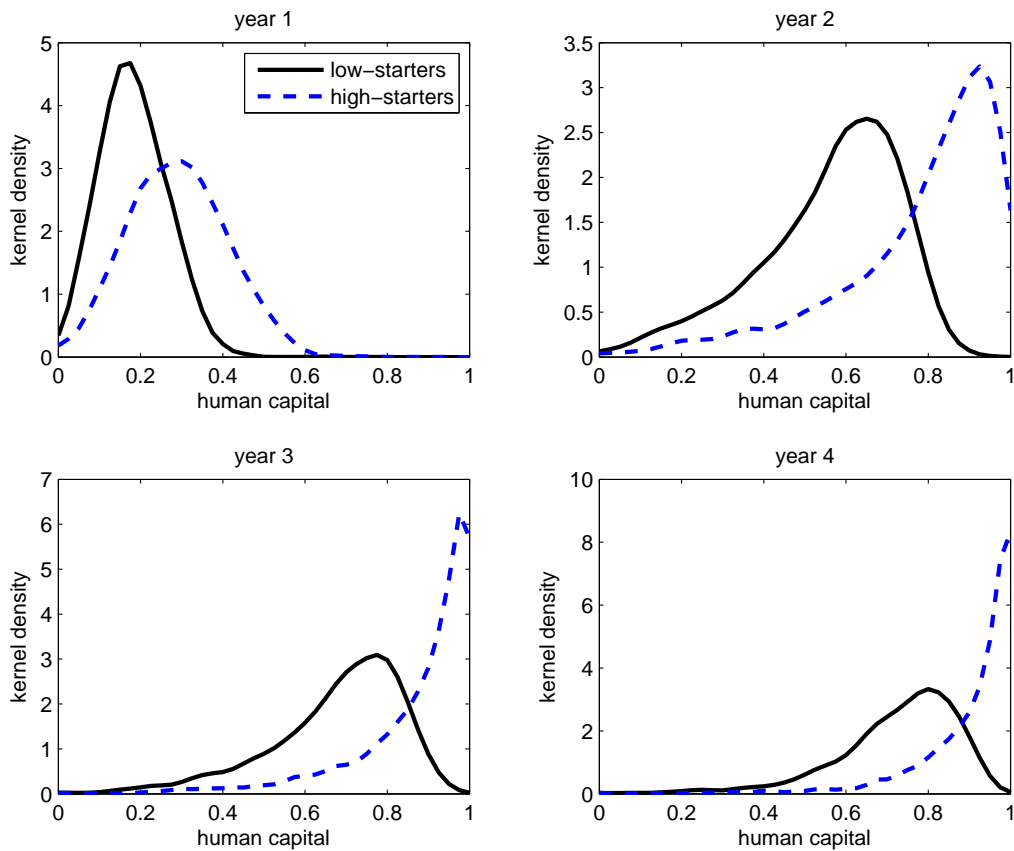 year 1
5
4
3
2
1
0
kernel density
low-starters
high-starters
0 0.2 0.4 0.6 0.8 1
human capital
year 2
3.5
3
2.5
2
1.5
1
0.5
0
kernel density
0 0.2 0.4 0.6 0.8 1
human capital
year 3
7
6
5
4
3
2
1
0
kernel density
0 0.2 0.4 0.6 0.8 1
human capital
year 4
10
8
6
4
2
0
kernel density
0 0.2 0.4 0.6 0.8 1
human capital